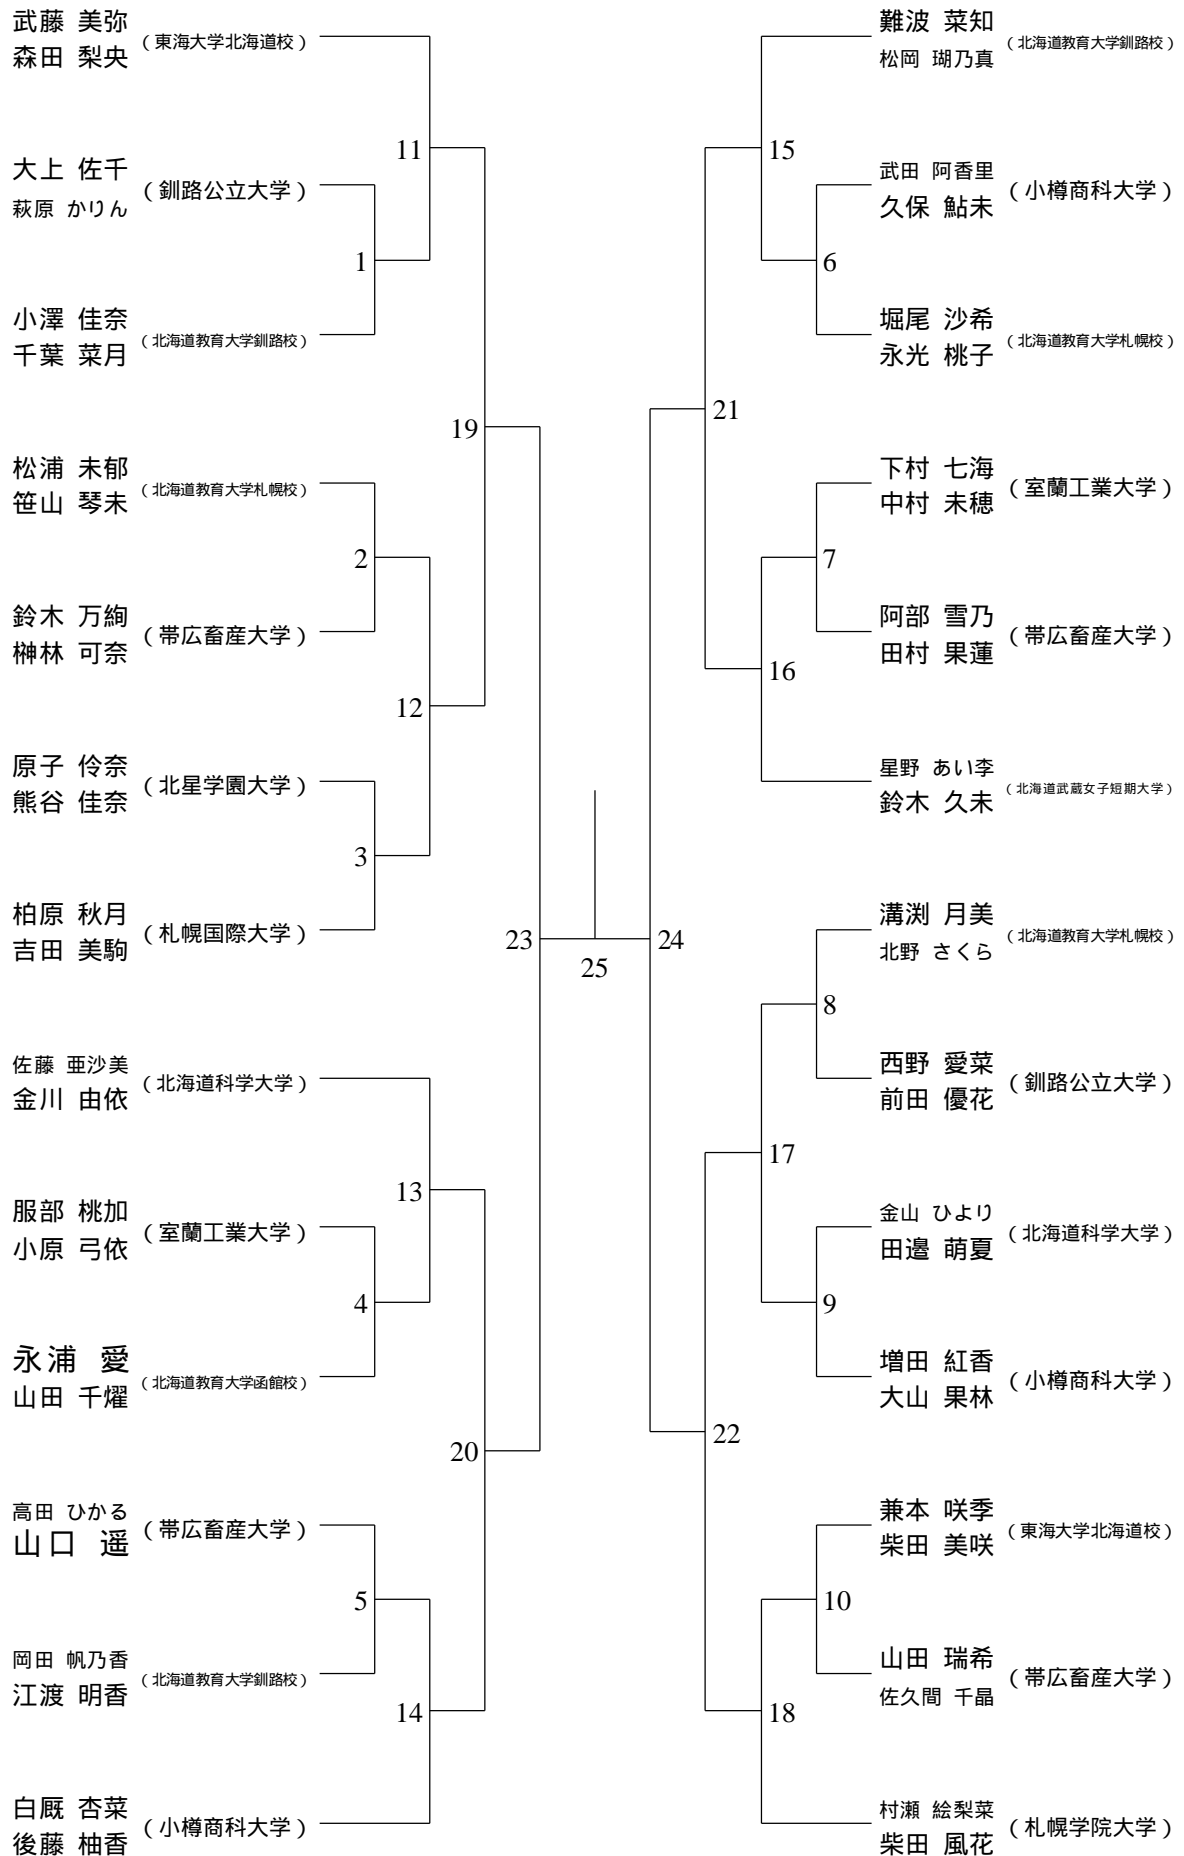 武藤 美弥
森田 梨央
(東海大学北海道校)
大上 佐千
萩原 かりん
(釧路公立大学)
小澤 佳奈
千葉 菜月
(北海道教育大学釧路校)
松浦 未郁
笹山 琴未
(北海道教育大学札幌校)
鈴木 万絢
榊林 可奈
(帯広畜産大学)
原子 伶奈
熊谷 佳奈
(北星学園大学)
柏原 秋月
吉田 美駒
(札幌国際大学)
佐藤 亜沙美
金川 由依
(北海道科学大学)
服部 桃加
小原 弓依
(室蘭工業大学)
永浦 愛
山田 千燿
(北海道教育大学函館校)
高田 ひかる
山口 遥
(帯広畜産大学)
岡田 帆乃香
江渡 明香
(北海道教育大学釧路校)
白厩 杏菜
後藤 柚香
(小樽商科大学)
1
2
3
4
5
11
12
13
14
19
20
23
25
24
21
22
15
16
17
18
6
7
8
9
10
難波 菜知
松岡 瑚乃真
(北海道教育大学釧路校)
武田 阿香里
久保 鮎未
(小樽商科大学)
堀尾 沙希
永光 桃子
(北海道教育大学札幌校)
下村 七海
中村 未穂
(室蘭工業大学)
阿部 雪乃
田村 果蓮
(帯広畜産大学)
星野 あい李
鈴木 久未
(北海道武蔵女子短期大学)
溝渕 月美
北野 さくら
(北海道教育大学札幌校)
西野 愛菜
前田 優花
(釧路公立大学)
金山 ひより
田邉 萌夏
(北海道科学大学)
増田 紅香
大山 果林
(小樽商科大学)
兼本 咲季
柴田 美咲
(東海大学北海道校)
山田 瑞希
佐久間 千晶
(帯広畜産大学)
村瀬 絵梨菜
柴田 風花
(札幌学院大学)